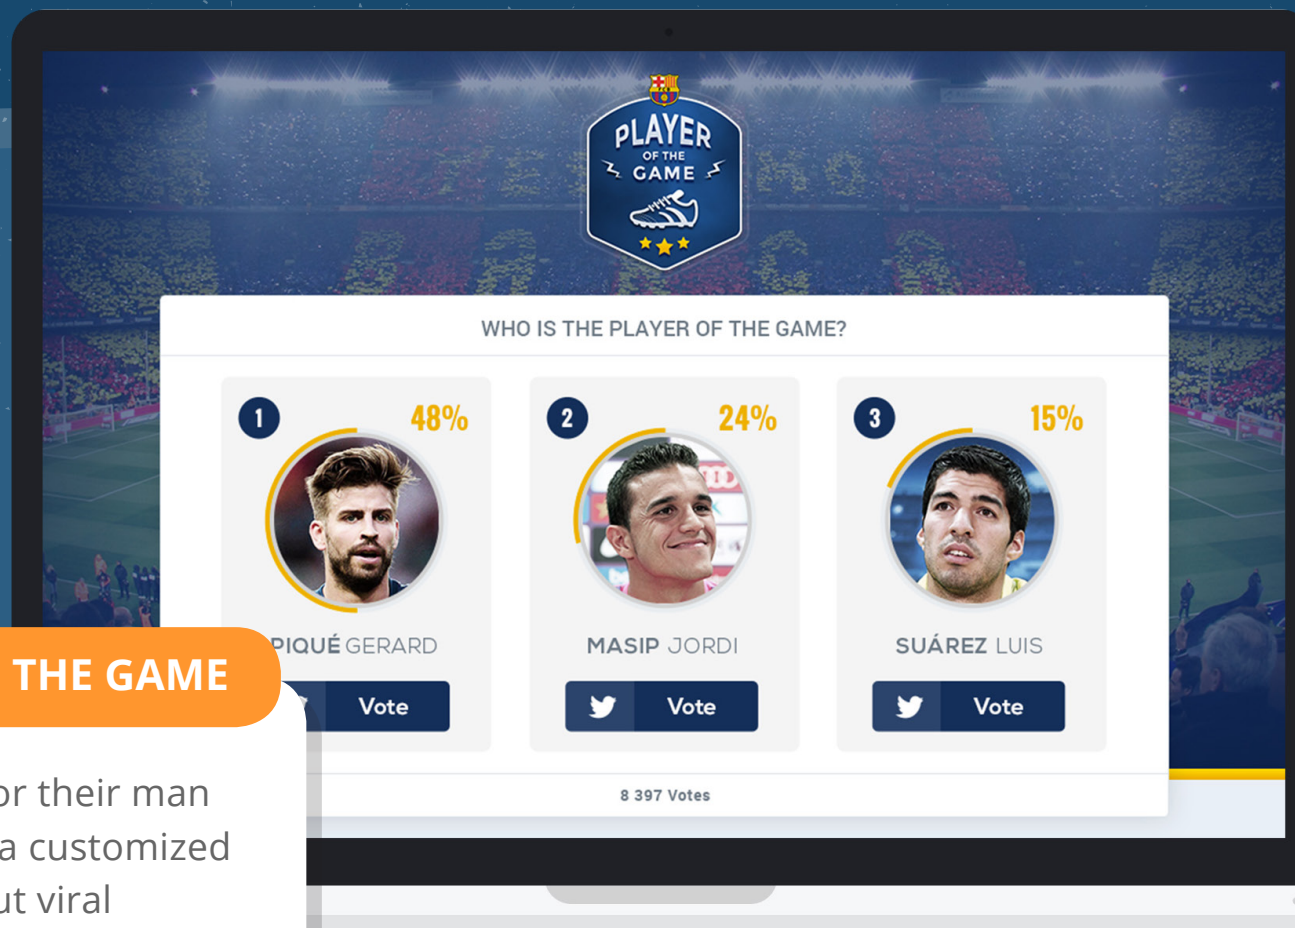 PLAYER
OF THE
GAME
WHO IS THE PLAYER OF THE GAME?
1
48%
2
24%
3
15%
PIQUÉ GERARD
MASIP JORDI
SUÁREZ LUIS
Vote
Vote
Vote
8 397 Votes
THE GAME
or their man
a customized
ut viral